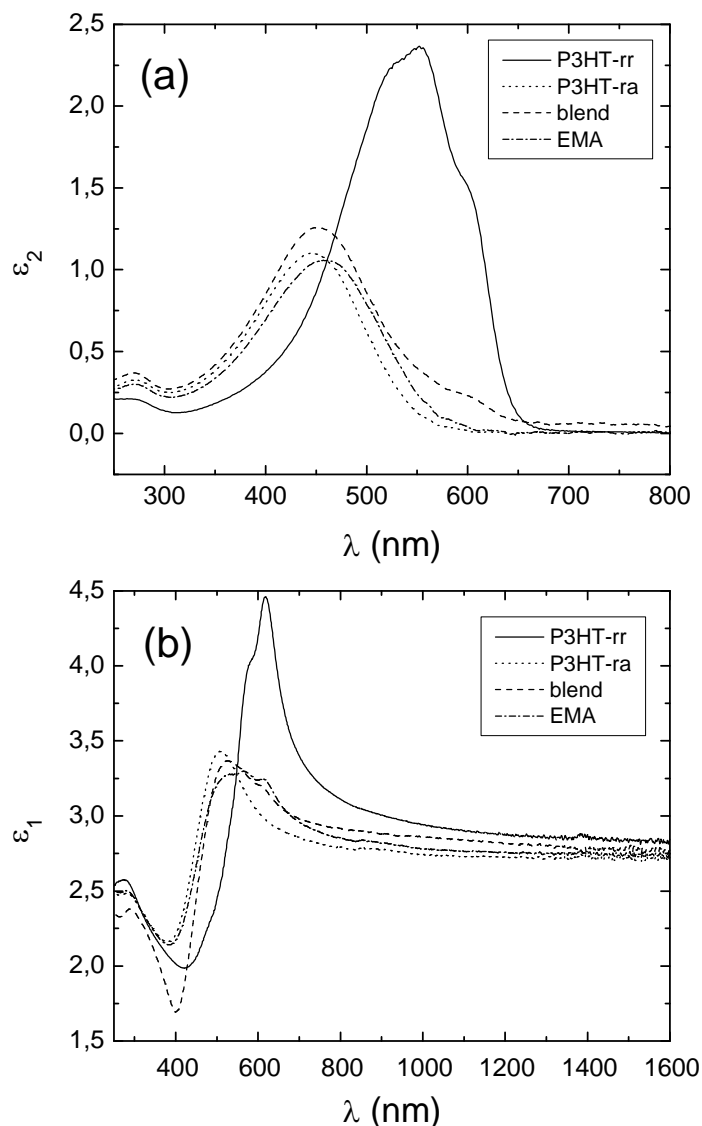 (a)
P3HT-rr
P3HT-ra
blend
EMA
2,5
2,0
1,5
1,0
0,5
0,0
ε2
300 400 500 600 700 800
λ (nm)
(b)
P3HT-rr
P3HT-ra
blend
EMA
4,5
4,0
3,5
3,0
2,5
2,0
1,5
ε1
400 600 800 1000 1200 1400 1600
λ (nm)